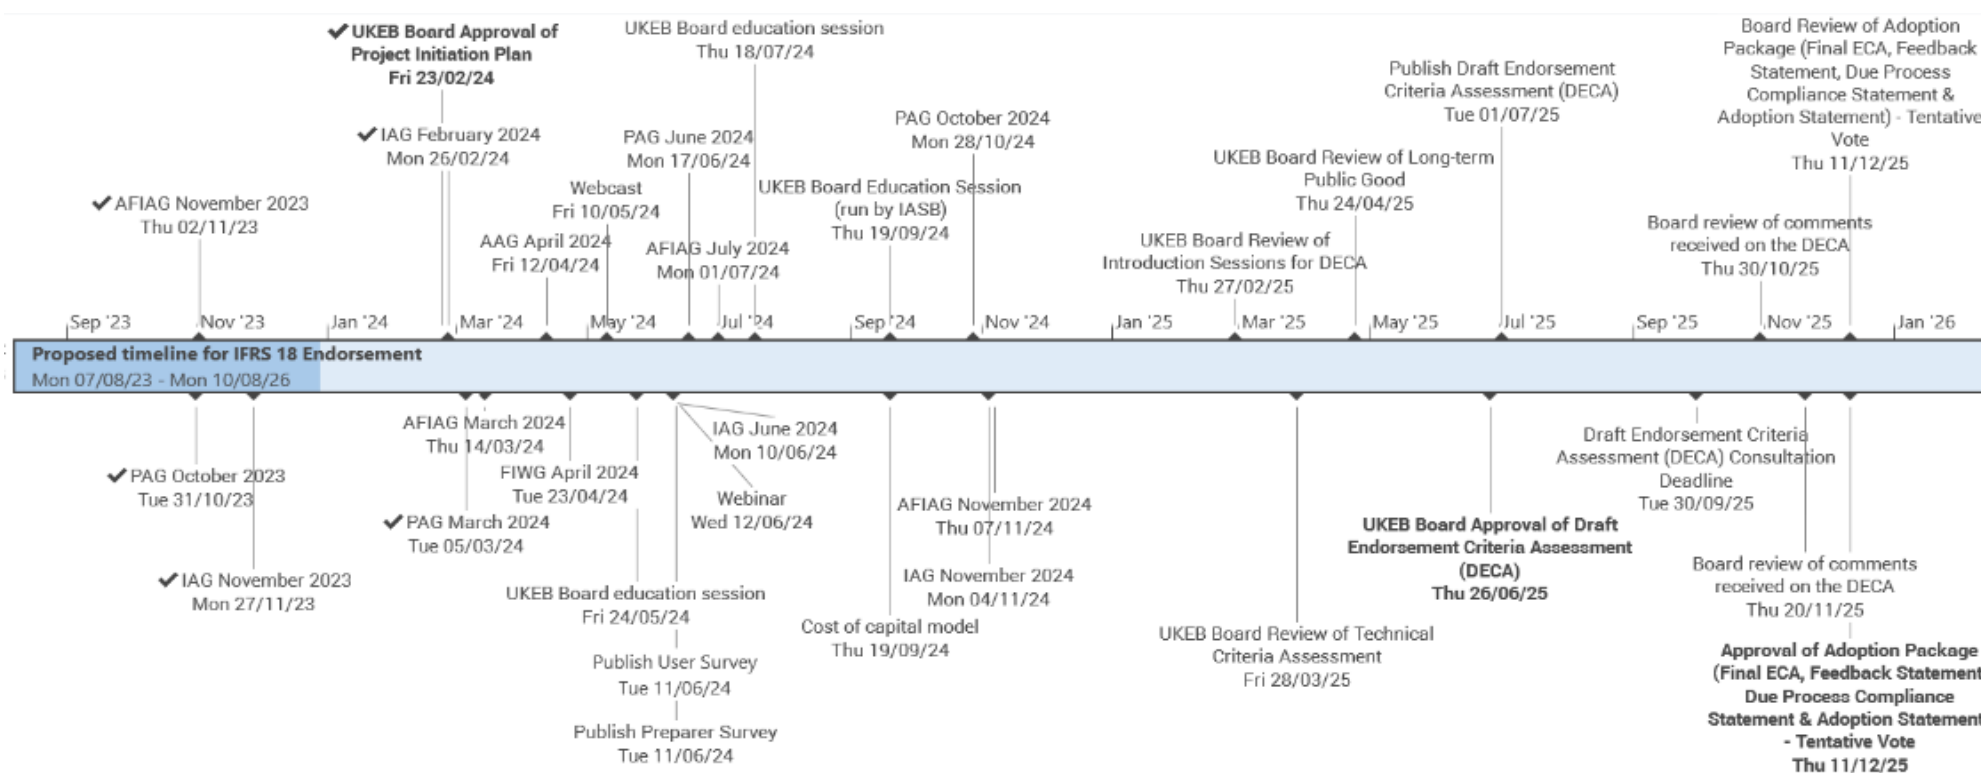 ✔ UKEB Board Approval of
Project Initiation Plan
Fri 23/02/24
UKEB Board education session
Thu 18/07/24
Board Review of Adoption
Package (Final ECA, Feedback
Statement, Due Process
Compliance Statement &
Adoption Statement) - Tentative
Vote
Thu 11/12/25
Publish Draft Endorsement
Criteria Assessment (DECA)
Tue 01/07/25
✔ IAG February 2024
Mon 26/02/24
PAG June 2024
Mon 17/06/24
PAG October 2024
Mon 28/10/24
UKEB Board Review of Long-term
Public Good
Thu 24/04/25
✔ AFIAG November 2023
Thu 02/11/23
Webcast
Fri 10/05/24
UKEB Board Education Session
(run by IASB)
Thu 19/09/24
Board review of comments
received on the DECA
Thu 30/10/25
AAG April 2024
Fri 12/04/24
AFIAG July 2024
Mon 01/07/24
UKEB Board Review of
Introduction Sessions for DECA
Thu 27/02/25
Sep '23 Nov '23 Jan '24 Mar '24 May '24 Jul '24 Sep '24 Nov '24 Jan '25 Mar '25 May '25 Jul '25 Sep '25 Nov '25 Jan '26
Proposed timeline for IFRS 18 Endorsement
Mon 07/08/23 - Mon 10/08/26
AFIAG March 2024
Thu 14/03/24
IAG June 2024
Mon 10/06/24
Draft Endorsement Criteria
Assessment (DECA) Consultation
Deadline
Tue 30/09/25
✔ PAG October 2023
Tue 31/10/23
FIWG April 2024
Tue 23/04/24
Webinar
Wed 12/06/24
AFIAG November 2024
Thu 07/11/24
✔ PAG March 2024
Tue 05/03/24
UKEB Board Approval of Draft
Endorsement Criteria Assessment
(DECA)
Thu 26/06/25
✔ IAG November 2023
Mon 27/11/23
IAG November 2024
Mon 04/11/24
Board review of comments
received on the DECA
Thu 20/11/25
UKEB Board education session
Fri 24/05/24
Cost of capital model
Thu 19/09/24
UKEB Board Review of Technical
Criteria Assessment
Fri 28/03/25
Publish User Survey
Tue 11/06/24
Approval of Adoption Package
(Final ECA, Feedback Statement
Due Process Compliance
Statement & Adoption Statement
- Tentative Vote
Thu 11/12/25
Publish Preparer Survey
Tue 11/06/24